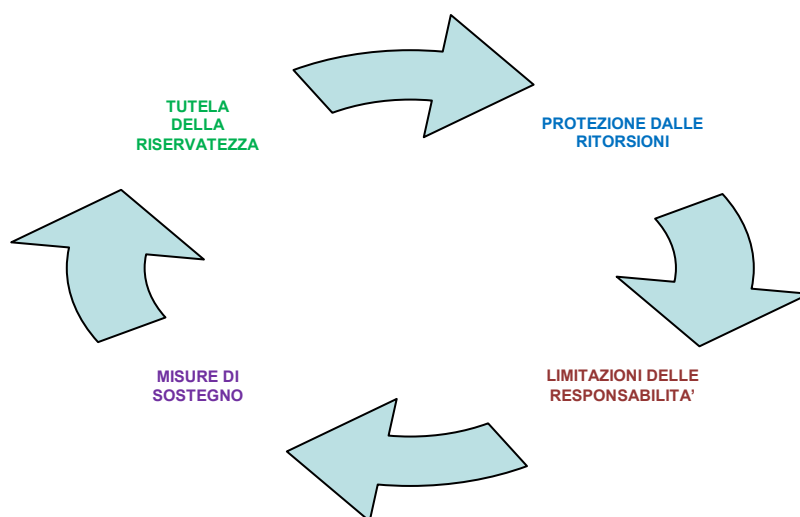 TUTELA
DELLA
RISERVATEZZA
PROTEZIONE DALLE
RITORSIONI
LIMITAZIONI DELLE
RESPONSABILITA’
MISURE DI
SOSTEGNO